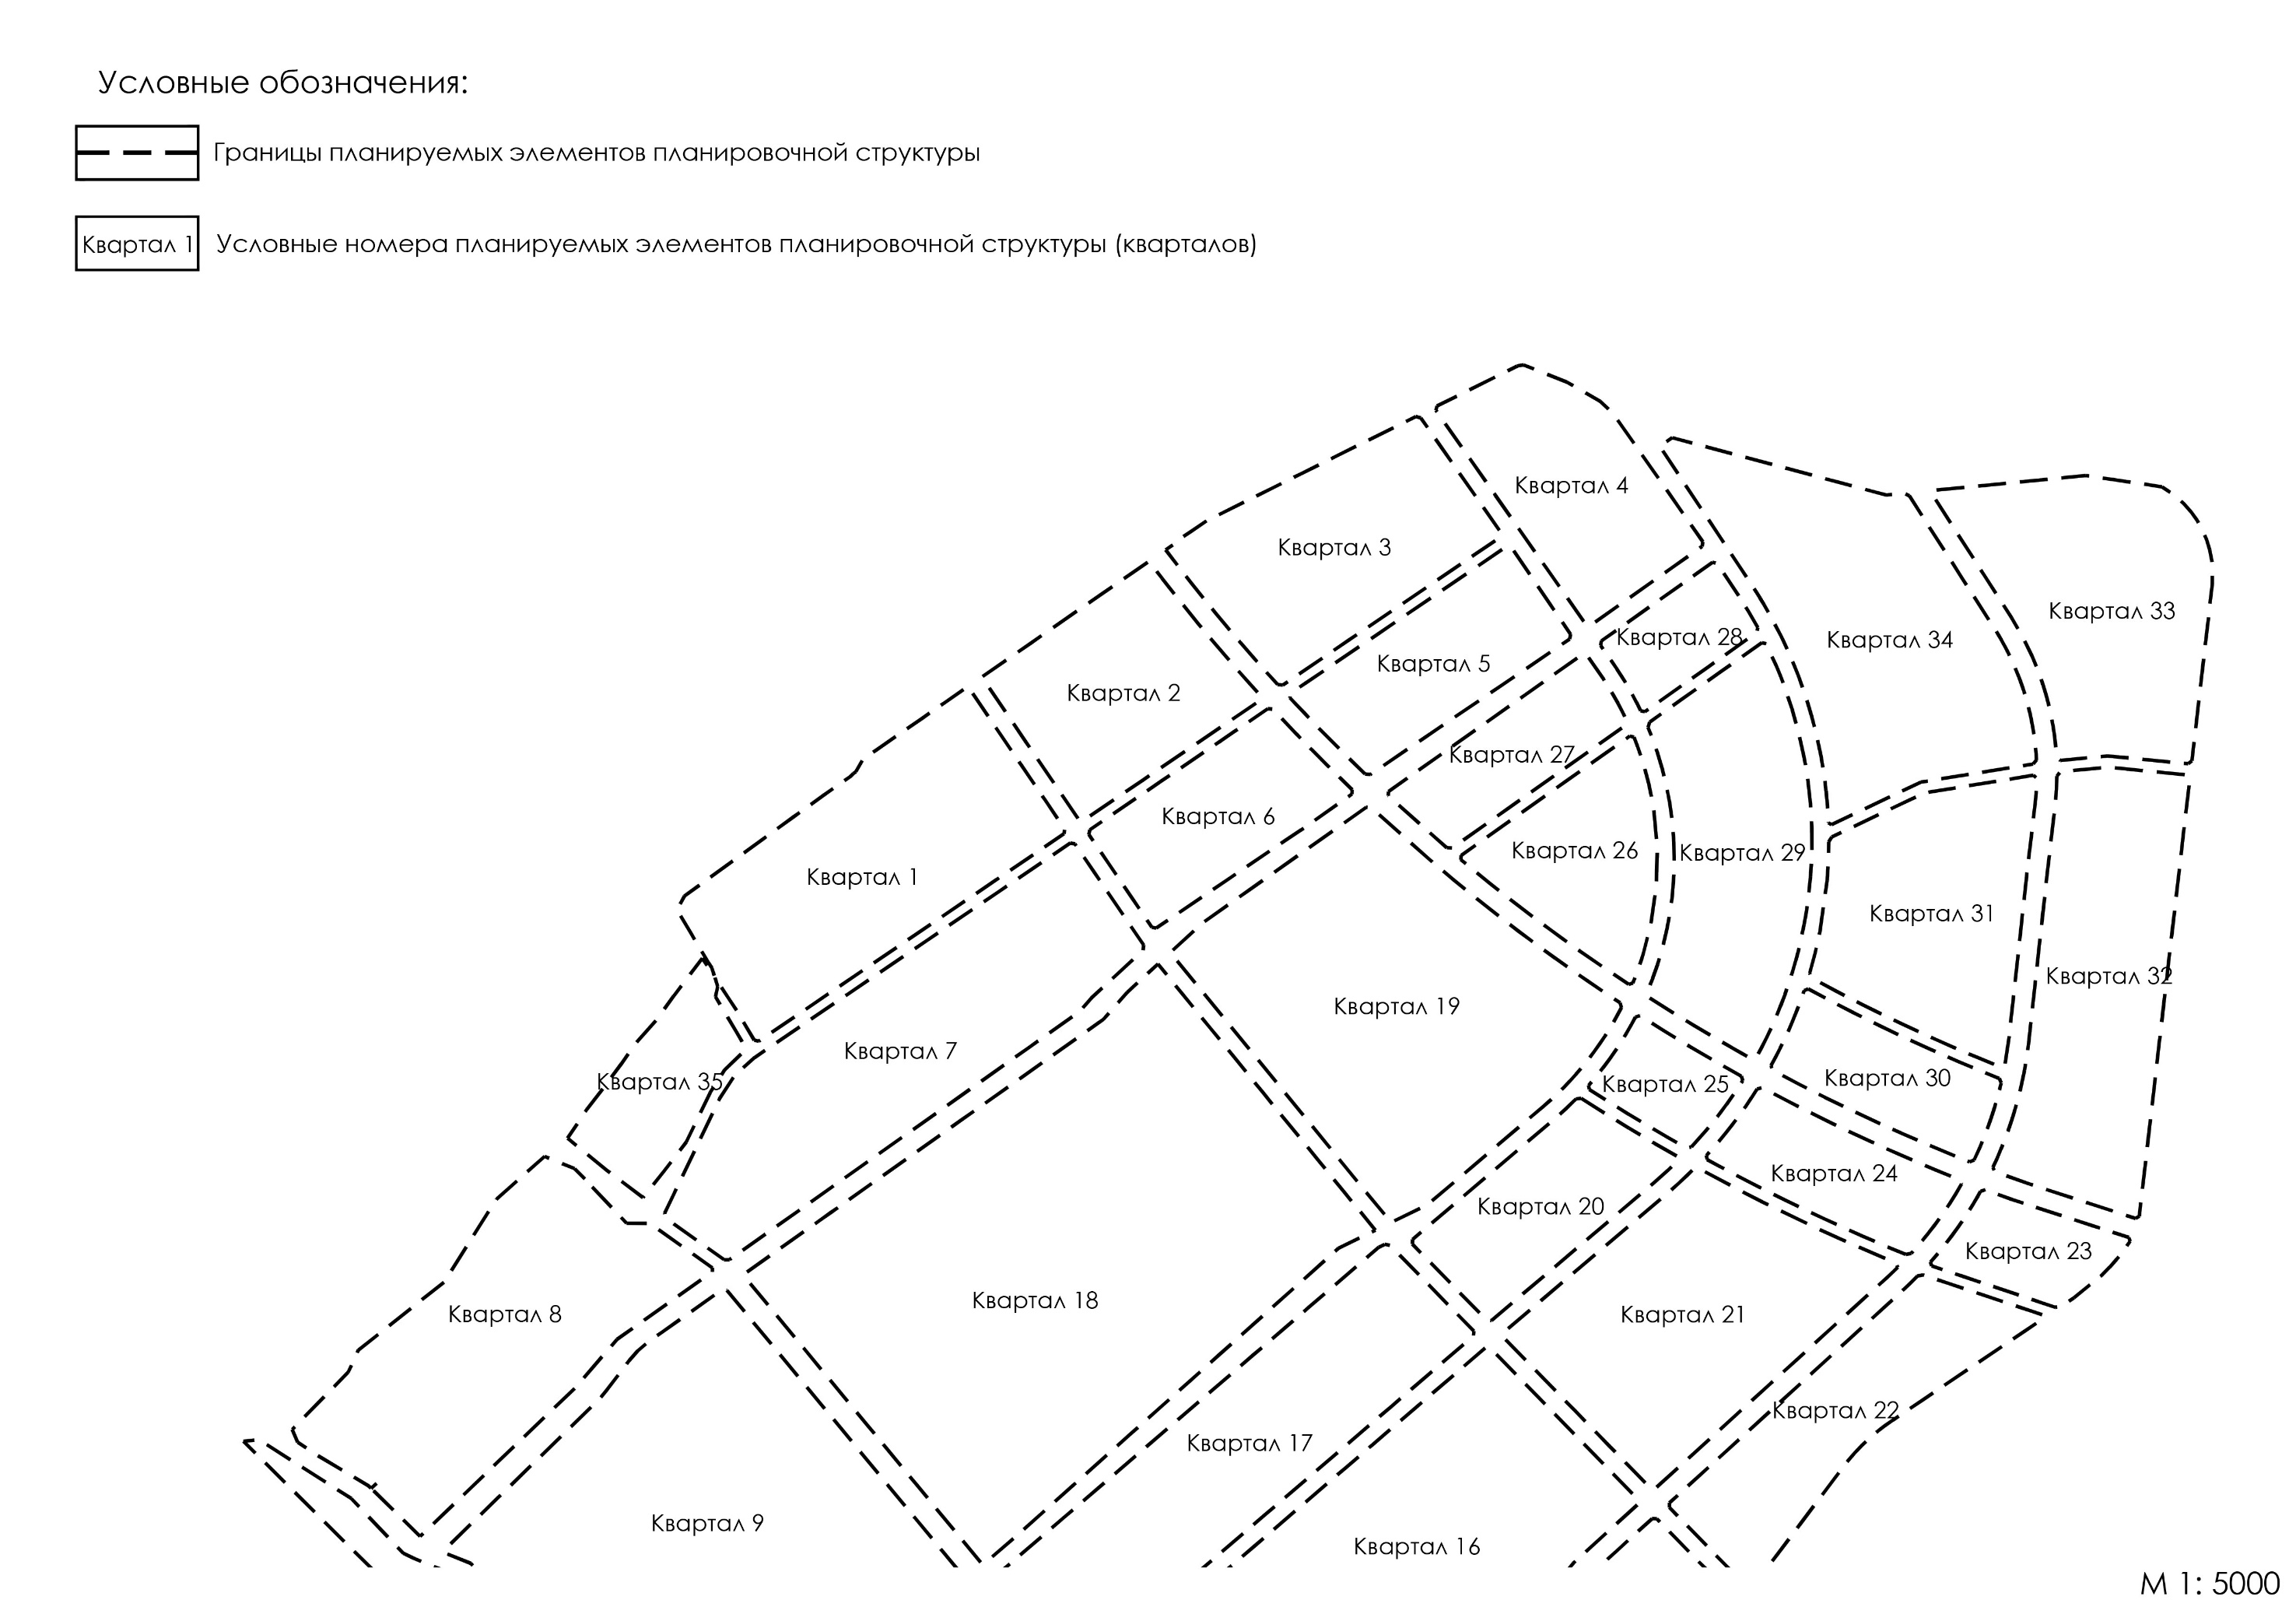 Условные обозначения:
Границы планируемых элементов планировочной структуры
Квартал 1
Условные номера планируемых элементов планировочной структуры (кварталов)
Квартал 4
Квартал 3
Квартал 33
Квартал 28
Квартал 34
Квартал 5
Квартал 2
Квартал 27
Квартал 6
Квартал 26
Квартал 29
Квартал 1
Квартал 31
Квартал 32
Квартал 19
Квартал 7
Квартал 35
Квартал 25
Квартал 30
Квартал 24
Квартал 20
Квартал 23
Квартал 18
Квартал 8
Квартал 21
Квартал 22
Квартал 17
Квартал 9
Квартал 16
М 1: 5000